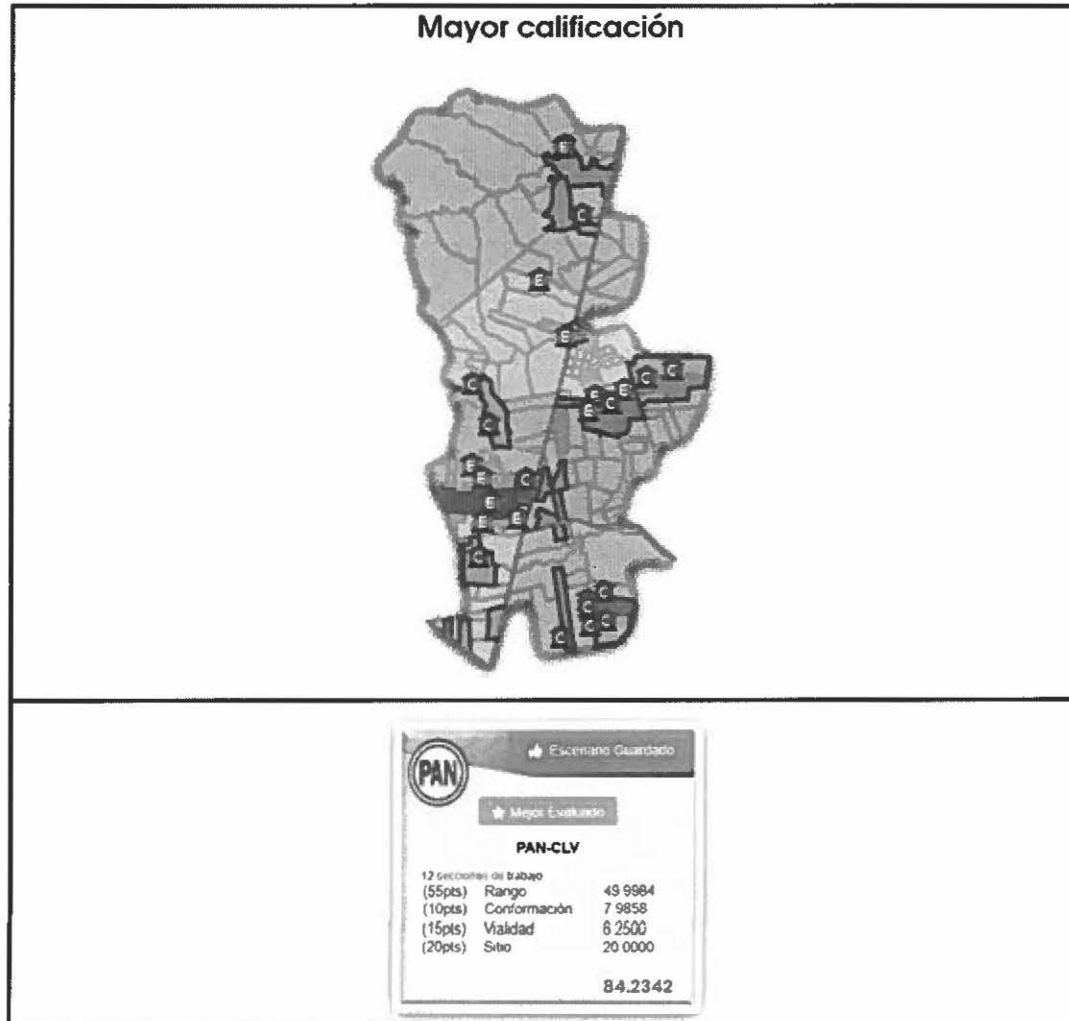 Mayor calificación
E
C
E
E
C
C
C
E
E
C
E
C
E
E
C
E
E
E
C
C
C
C
C
C
PAN
Escenario Guardado
Mejor Evaluado
PAN-CLV
12 secciones de trabajo
(55pts) Rango 49 9984
(10pts) Conformación 7 9858
(15pts) Vialidad 6 2500
(20pts) Sitio 20 0000
84.2342